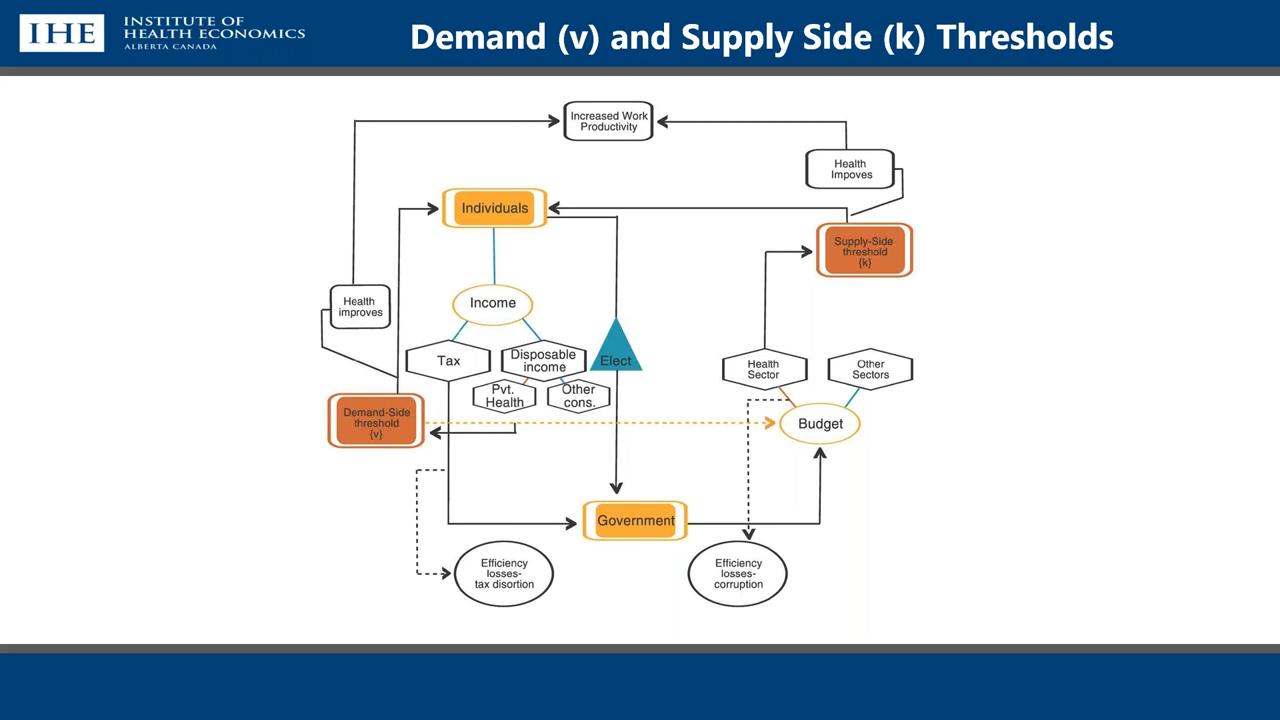 IHE
INSTITUTE OF
HEALTH ECONOMICS
ALBERTA CANADA
Demand (v) and Supply Side (k) Thresholds
Increased Work
Productivity
Health
Impoves
Individuals
Supply-Side
threshold
{k}
Health
improves
Income
Tax
Disposable
income
Elect
Health
Sector
Other
Sectors
Pvt.
Health
Other
cons.
Demand-Side
threshold
{v}
Budget
Government
Efficiency
losses-
tax disortion
Efficiency
losses-
corruption